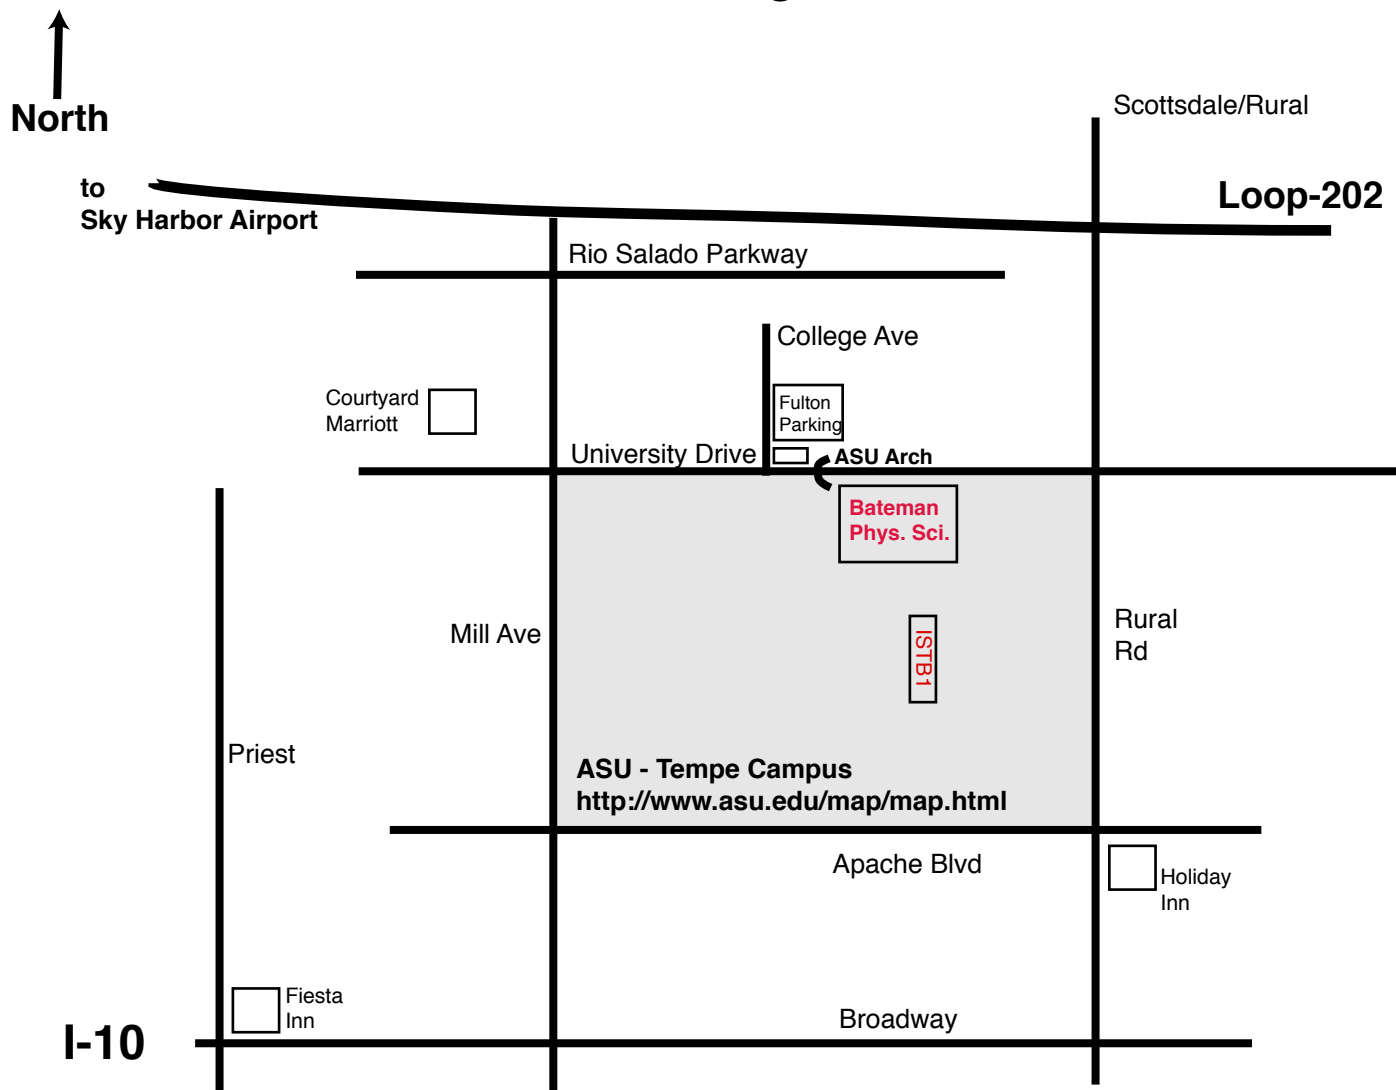 North
Scottsdale/Rural
to
Sky Harbor Airport
Loop-202
Rio Salado Parkway
College Ave
Courtyard
Marriott
Fulton
Parking
University Drive
ASU Arch
Bateman
Phys. Sci.
Mill Ave
ISTB1
Rural
Rd
Priest
ASU - Tempe Campus
http://www.asu.edu/map/map.html
Apache Blvd
Holiday
Inn
Fiesta
Inn
I-10
Broadway